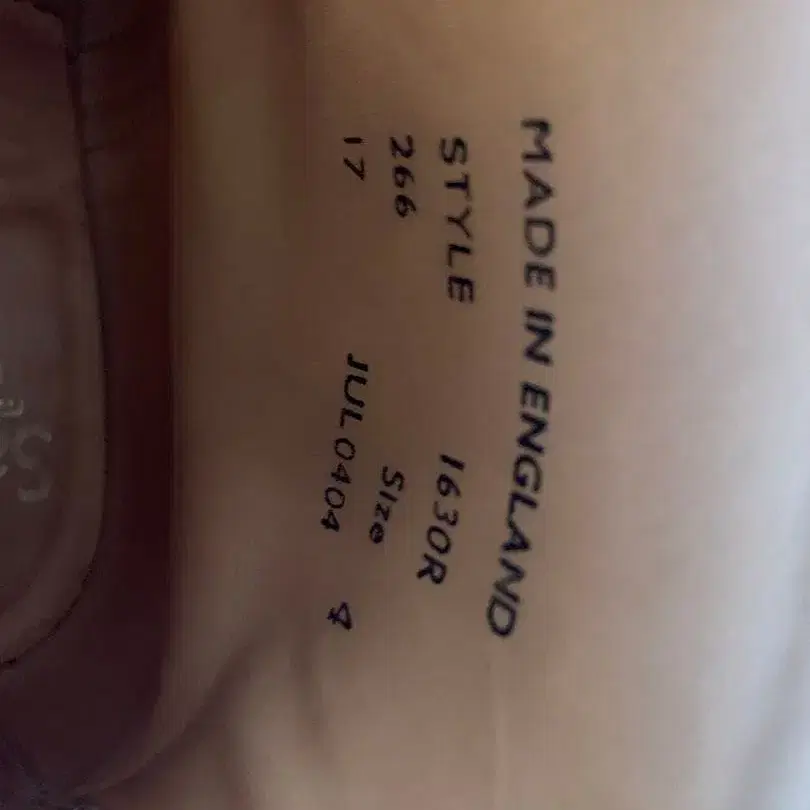 MADE IN ENGLAND
STYLE 1630R
266 Size
17 JUL0404 4